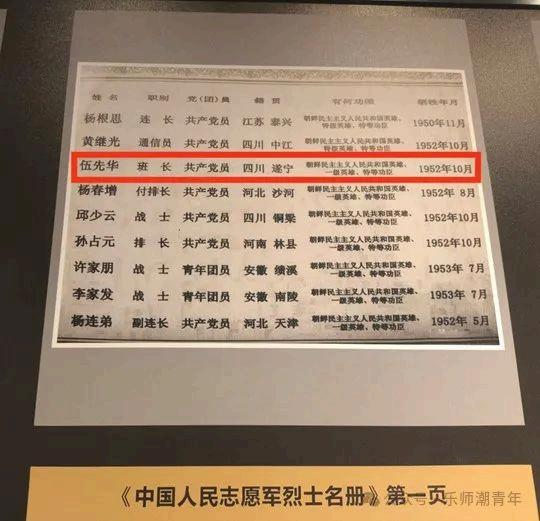 姓名 职别 党(团)员 籍贯 有何功绩 牺牲年月
杨根思 连长 共产党员 江苏 泰兴 朝鲜民主主义人民共和国英雄、特级英雄、特等功臣 1950年11月
黄继光 通信员 共产党员 四川 中江 朝鲜民主主义人民共和国英雄、特级英雄、特等功臣 1952年10月
伍先华 班长 共产党员 四川 遂宁 朝鲜民主主义人民共和国英雄、一级英雄、特等功臣 1952年10月
杨春增 付排长 共产党员 河北 沙河 朝鲜民主主义人民共和国英雄、一级英雄、特等功臣 1952年 8月
邱少云 战士 共产党员 四川 铜梁 朝鲜民主主义人民共和国英雄、一级英雄、特等功臣 1952年10月
孙占元 排长 共产党员 河南 林县 朝鲜民主主义人民共和国英雄、一级英雄、特等功臣 1952年10月
许家朋 战士 青年团员 安徽 绩溪 朝鲜民主主义人民共和国英雄、一级英雄、特等功臣 1953年 7月
李家发 战士 青年团员 安徽 南陵 朝鲜民主主义人民共和国英雄、一级英雄、特等功臣 1953年 7月
杨连弟 副连长 共产党员 河北 天津 朝鲜民主主义人民共和国英雄、一级英雄、特等功臣 1952年 5月
《中国人民志愿军烈士名册》第一页
乐师潮青年